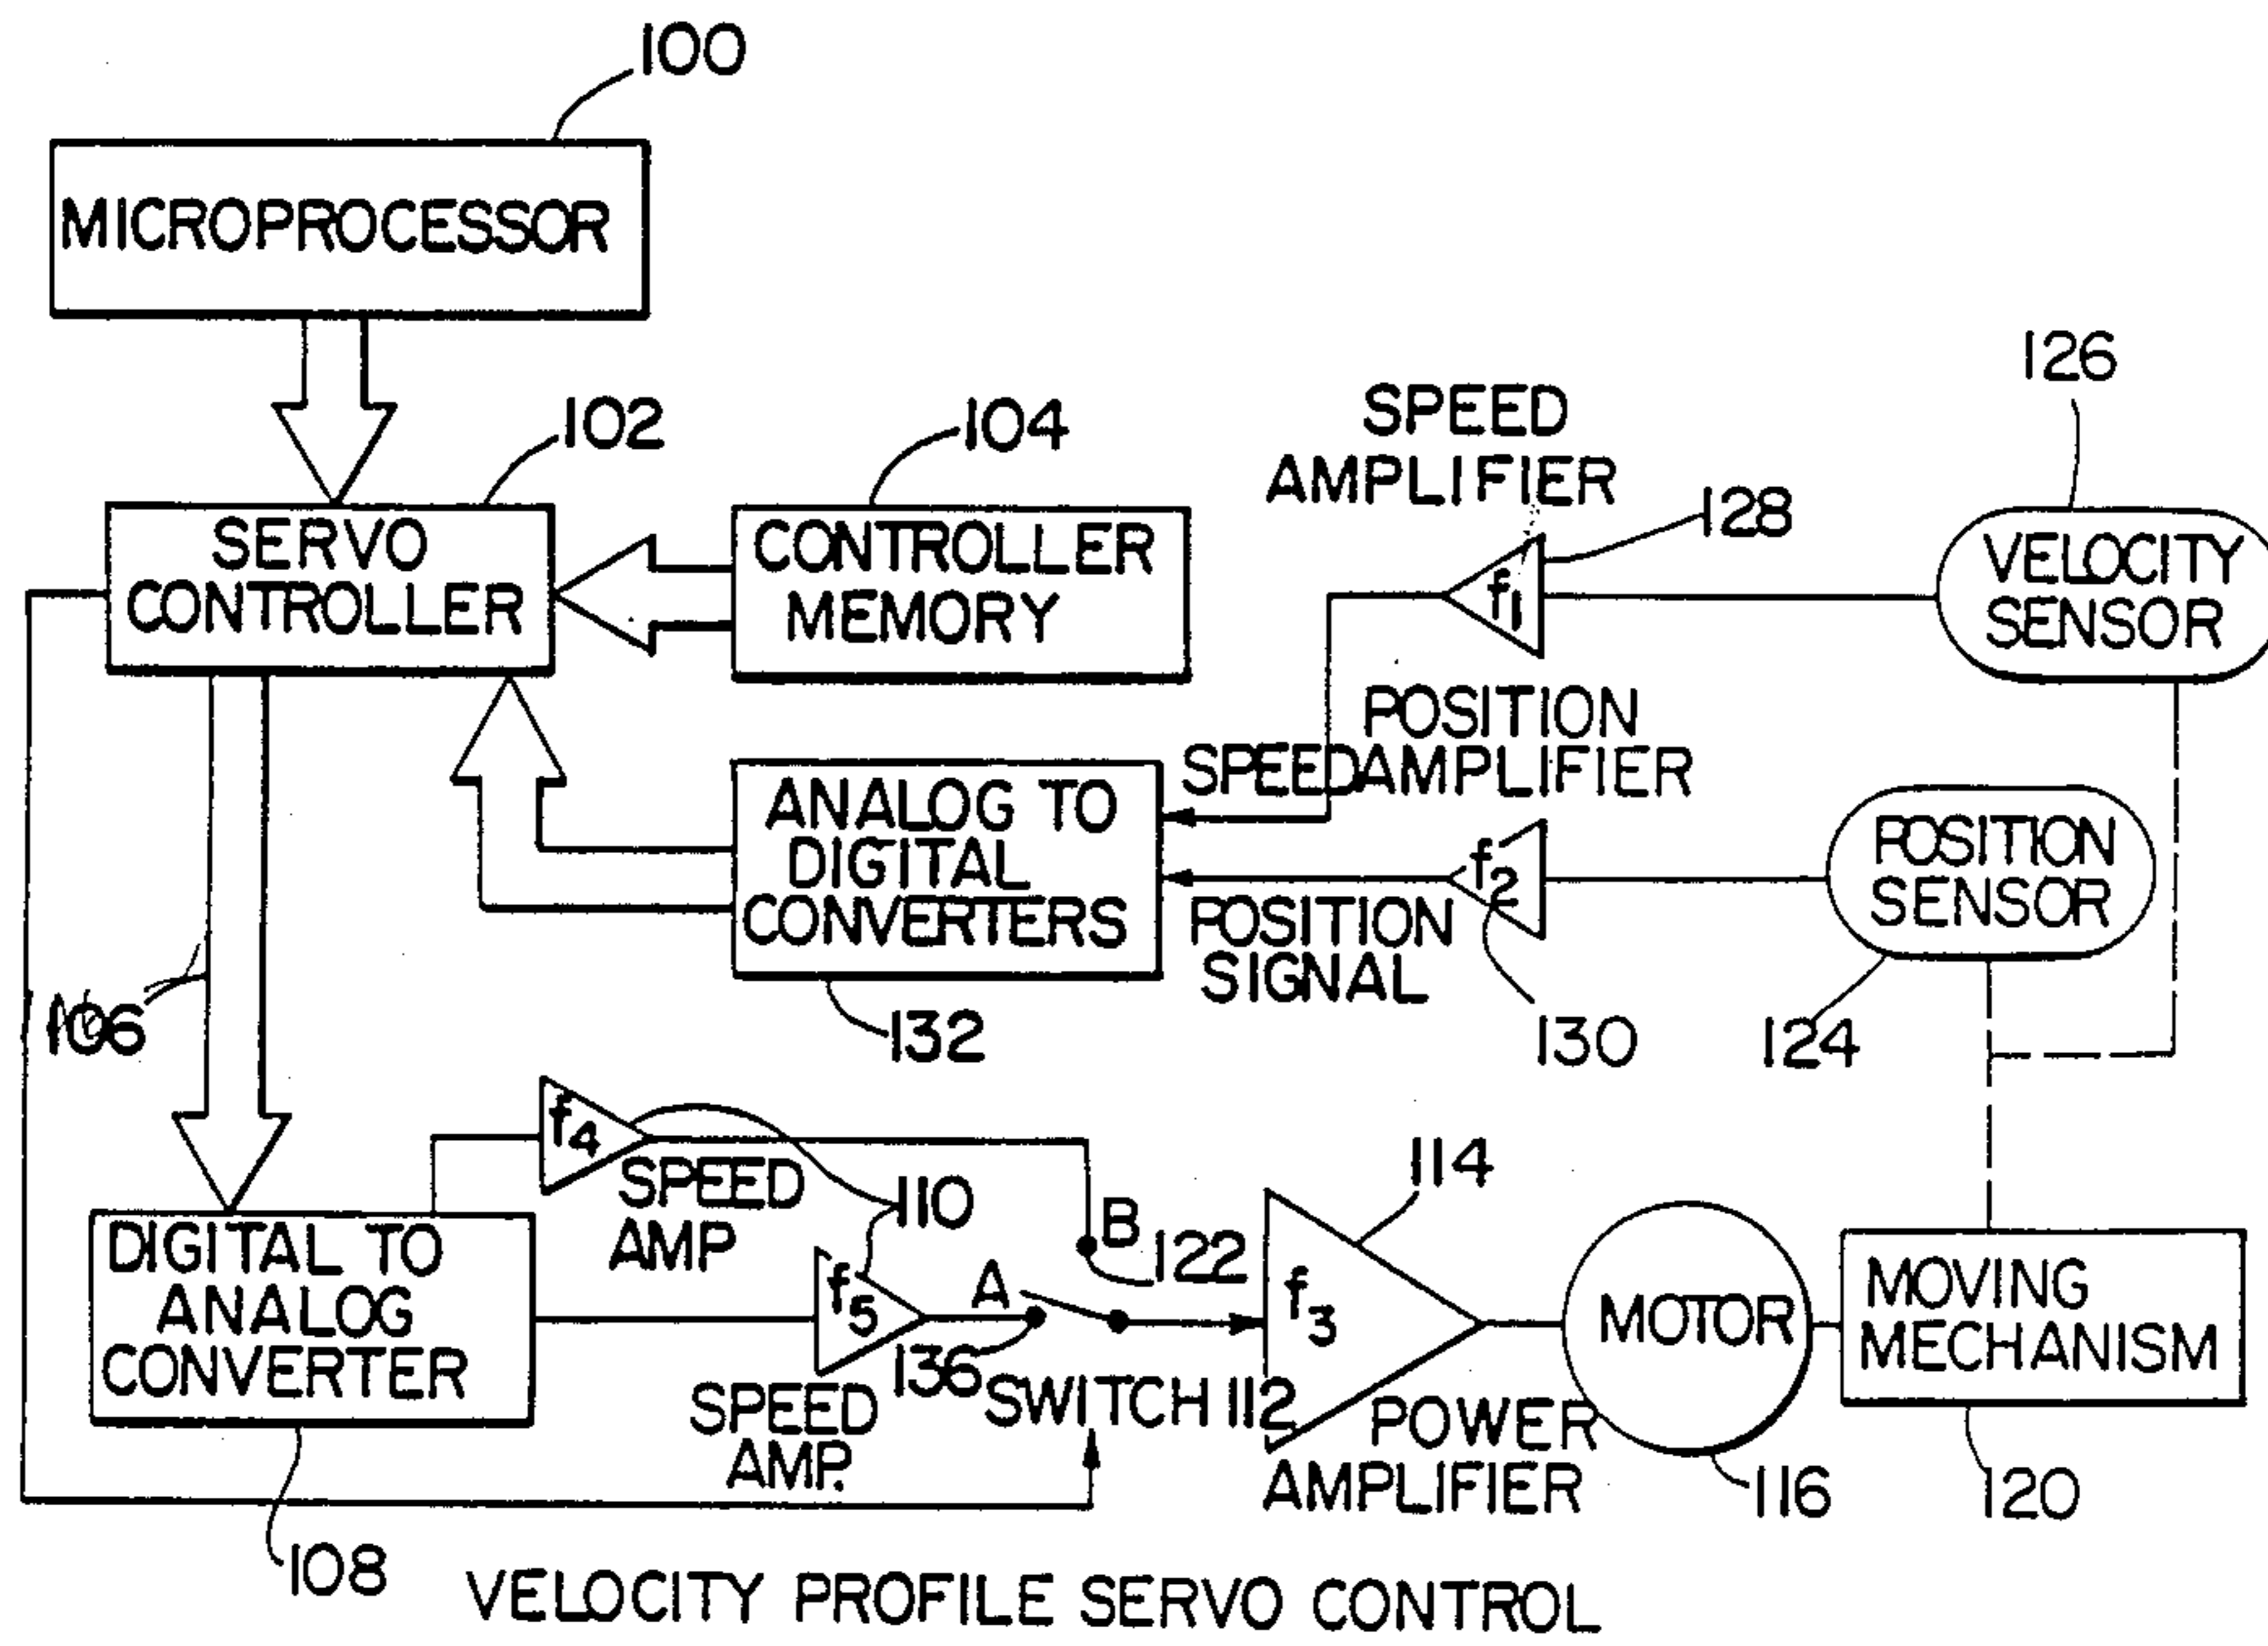 100
MICROPROCESSOR
126
102
104
SPEED
AMPLIFIER
128
SERVO
CONTROLLER
CONTROLLER
MEMORY
f1
VELOCITY
SENSOR
POSITION
AMPLIFIER
SPEED
ANALOG TO
DIGITAL
CONVERTERS
f2
POSITION
SENSOR
POSITION
SIGNAL
106
132
130
124
f4
SPEED
AMP
110
114
B
122
DIGITAL TO
ANALOG
CONVERTER
f5
A
136
f3
MOTOR
MOVING
MECHANISM
SPEED
AMP.
SWITCH 112
POWER
AMPLIFIER
116
120
108
VELOCITY PROFILE SERVO CONTROL